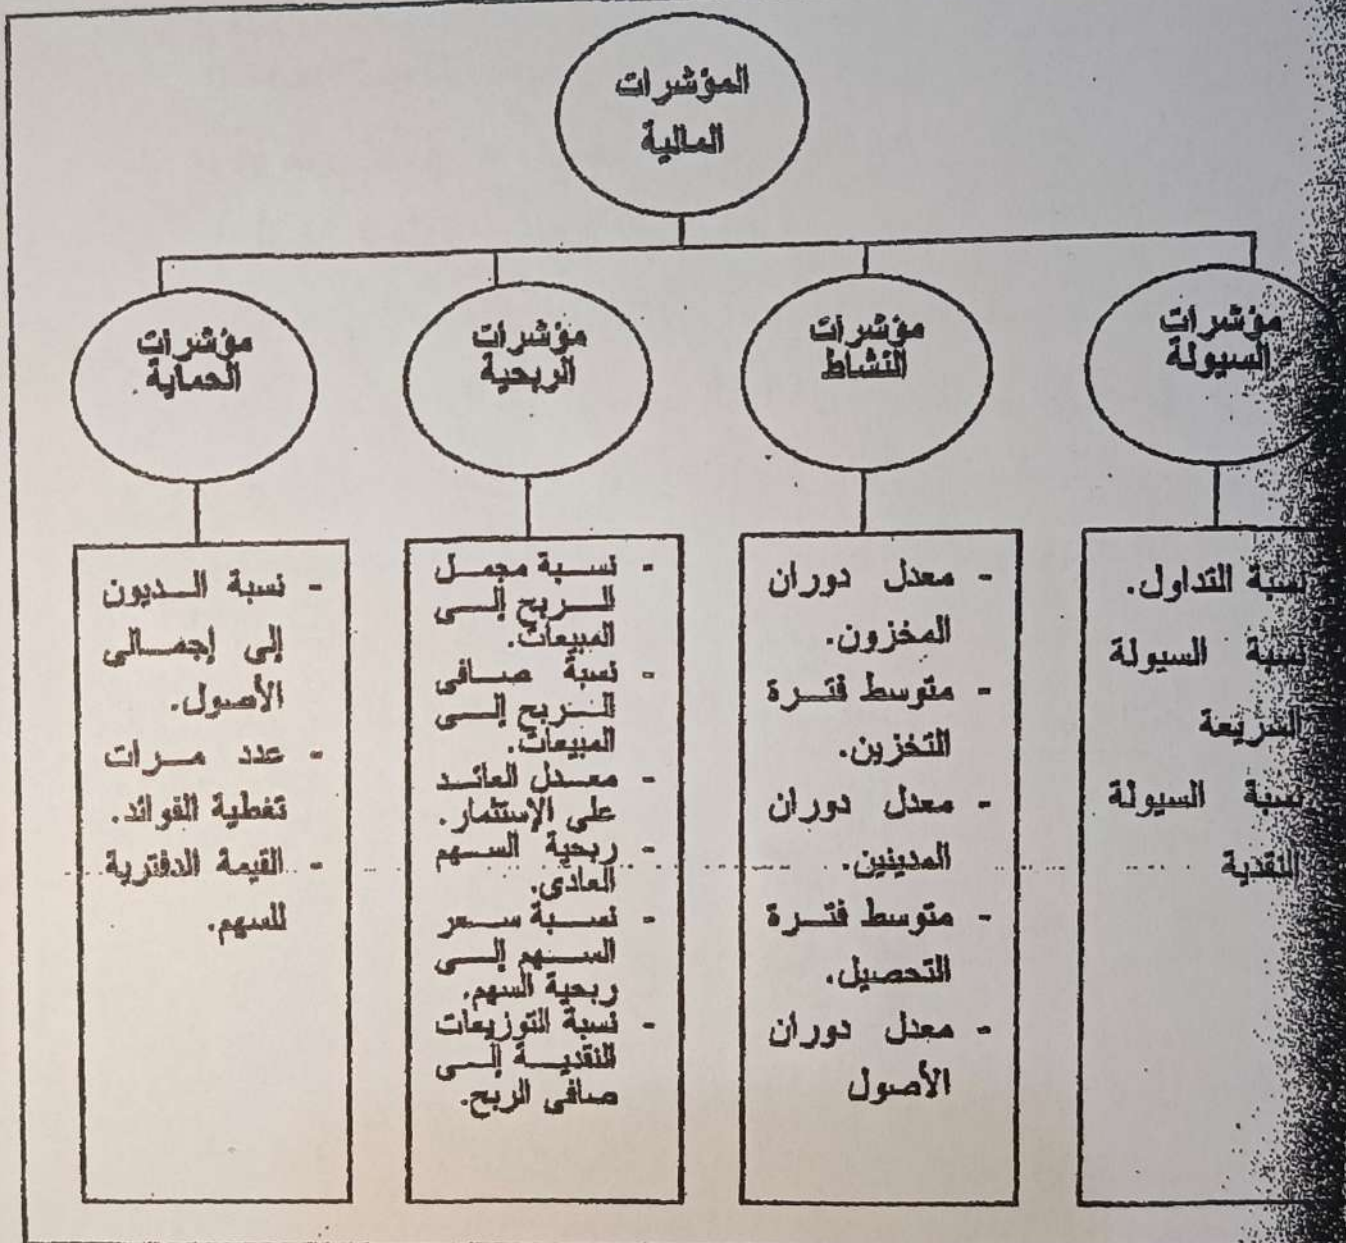 المؤشرات
المالية
مؤشرات
السيولة
مؤشرات
النشاط
مؤشرات
الربحية
مؤشرات
الحماية
نسبة التداول.
نسبة السيولة
السريعة
نسبة السيولة
النقدية
- معدل دوران
المخزون.
- متوسط فترة
التخزين.
- معدل دوران
المدينين.
- متوسط فترة
التحصيل.
- معدل دوران
الأصول
- نسبة مجمل
الربح إلى
المبيعات.
- نسبة صافى
الربح إلى
المبيعات.
- معدل العائد
على الإستثمار.
- ربحية السهم
العادى.
- نسبة سعر
السهم إلى
ربحية السهم.
- نسبة التوزيعات
النقدية إلى
صافى الربح.
- نسبة الديون
إلى إجمالى
الأصول.
- عدد مرات
تغطية الفوائد.
- القيمة الدفترية
للسهم.